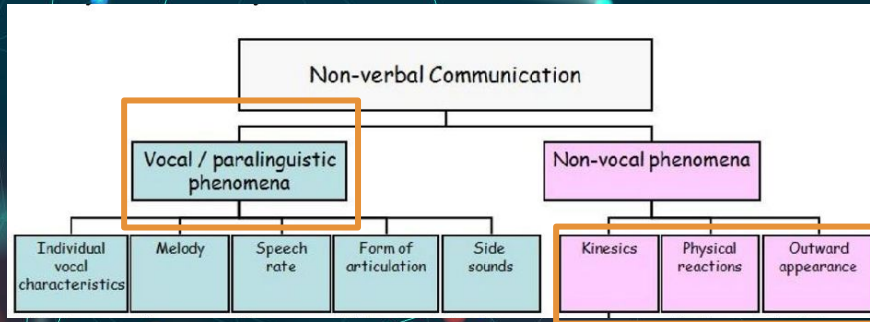 Non-verbal Communication
Vocal / paralinguistic
phenomena
Non-vocal phenomena
Individual
vocal
characteristics
Melody
Speech
rate
Form of
articulation
Side
sounds
Kinesics
Physical
reactions
Outward
appearance